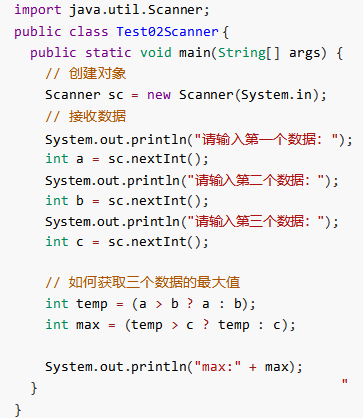 import java.util.Scanner;
public class Test02Scanner {
  public static void main(String[] args) {
    // 创建对象
    Scanner sc = new Scanner(System.in);
    // 接收数据
    System.out.println("请输入第一个数据：");
    int a = sc.nextInt();
    System.out.println("请输入第二个数据：");
    int b = sc.nextInt();
    System.out.println("请输入第三个数据：");
    int c = sc.nextInt();

    // 如何获取三个数据的最大值
    int temp = (a > b ? a : b);
    int max = (temp > c ? temp : c);

    System.out.println("max:" + max);
  } "
}